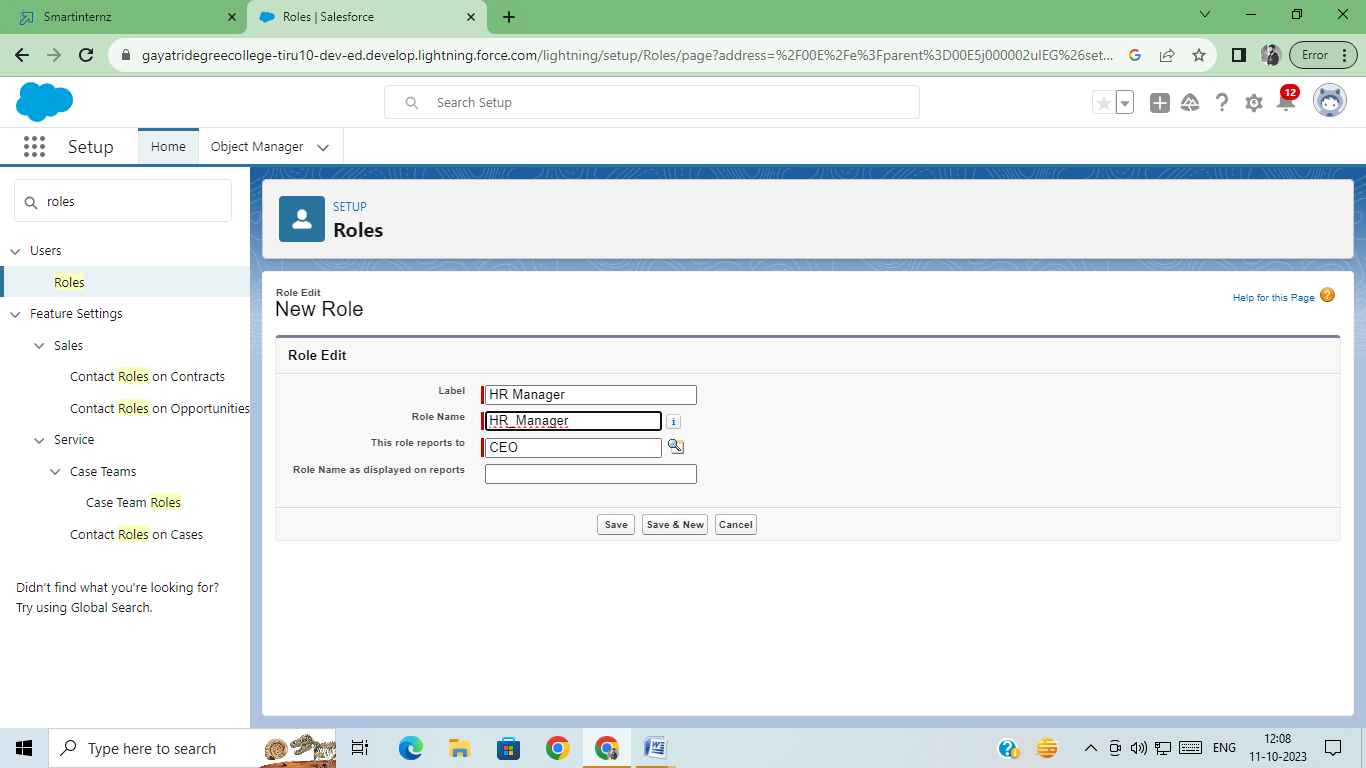 Smartinternz
Roles | Salesforce
gayatridegreecollege-tiru10-dev-ed.develop.lightning.force.com/lightning/setup/Roles/page?address=%2F00E%2Fe%3Fparent%3D00E5j000002uIEG%26set...
Error
Search Setup
12
Setup
Home
Object Manager
roles
Users
Roles
Feature Settings
Sales
Contact Roles on Contracts
Contact Roles on Opportunities
Service
Case Teams
Case Team Roles
Contact Roles on Cases
Didn't find what you're looking for?
Try using Global Search.
SETUP
Roles
Role Edit
New Role
Help for this Page
Role Edit
Label HR Manager
Role Name HR_Manager
This role reports to CEO
Role Name as displayed on reports
Save Save & New Cancel
Type here to search
ENG
12:08
11-10-2023